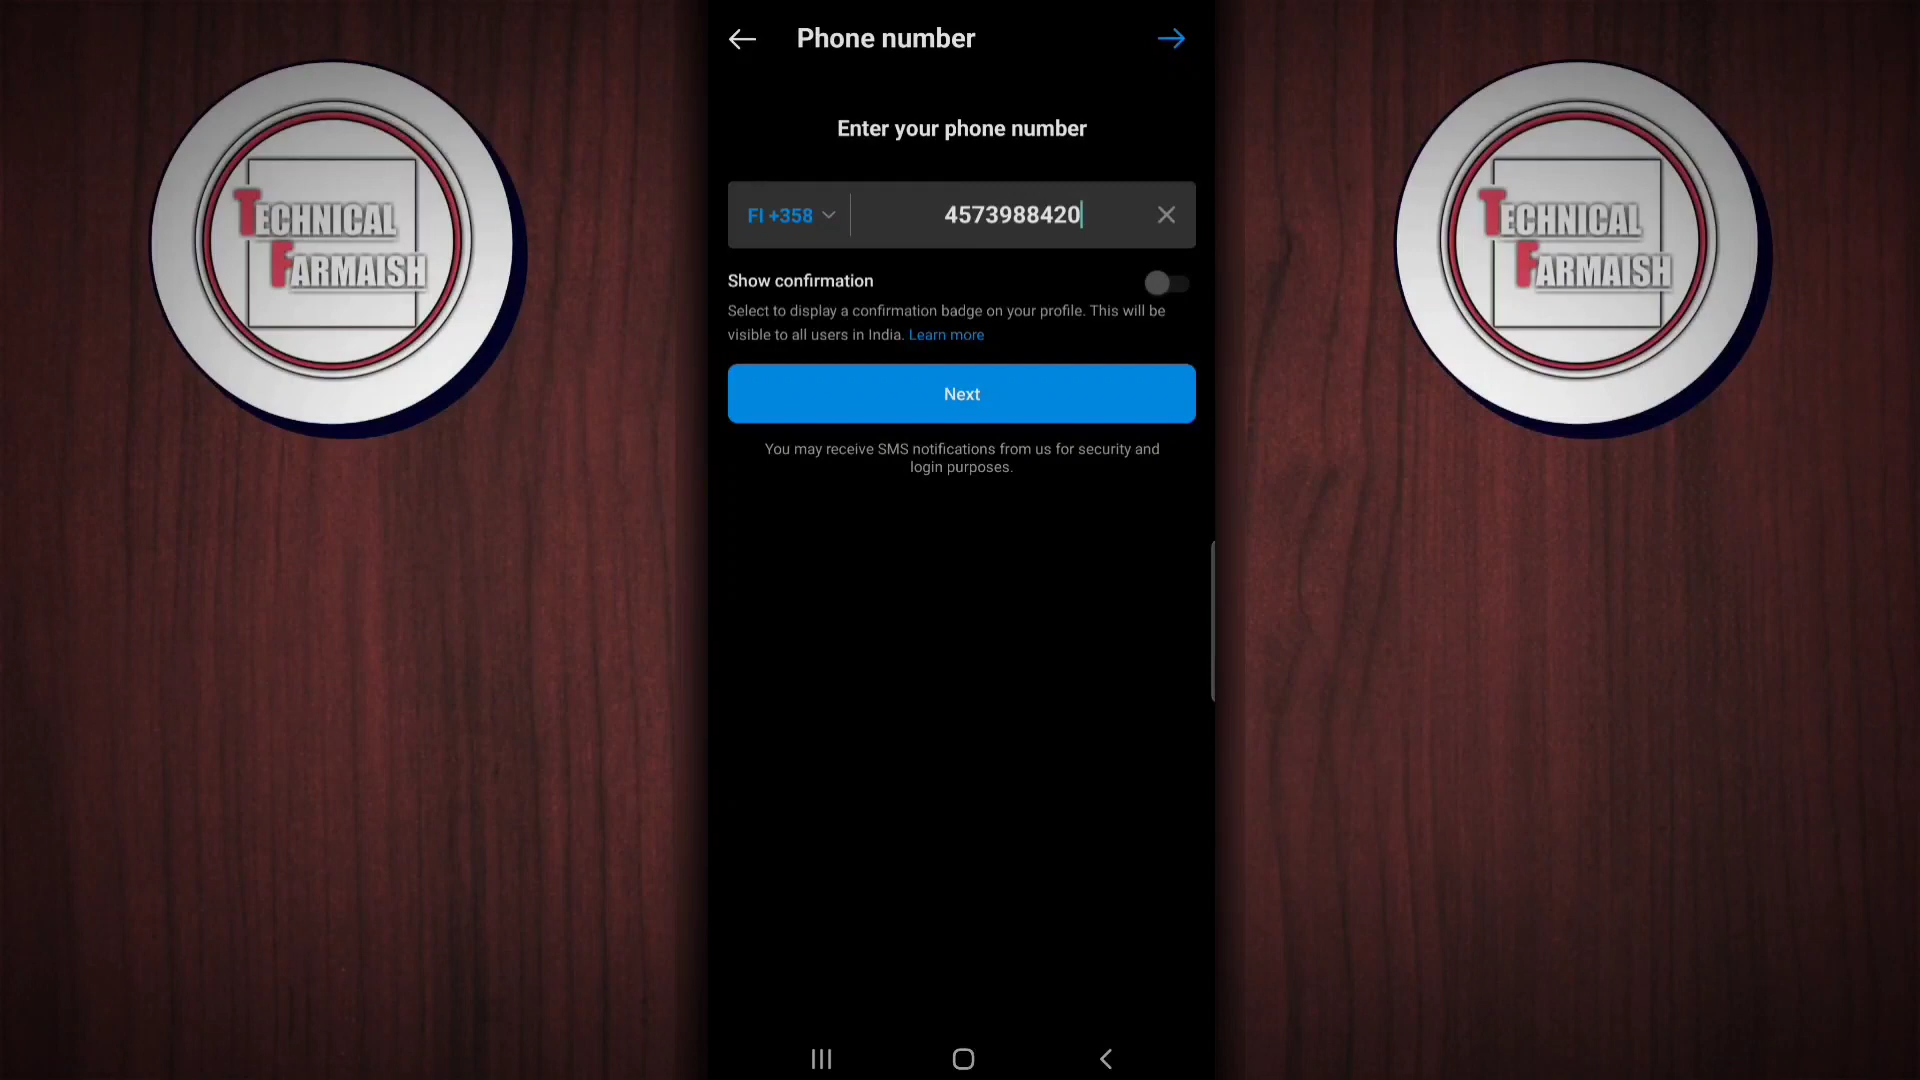 Phone number
Enter your phone number
FI +358
4573988420
Show confirmation
Select to display a confirmation badge on your profile. This will be
visible to all users in India. Learn more
Next
You may receive SMS notifications from us for security and
login purposes.
TECHNICAL
FARMAISH
TECHNICAL
FARMAISH